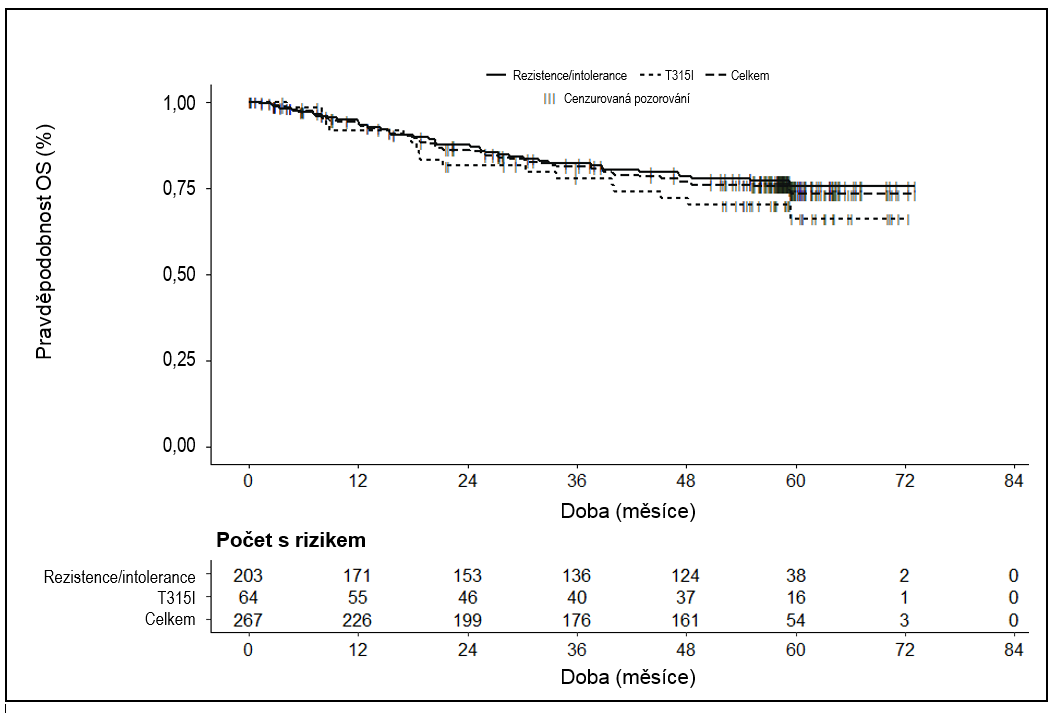 Rezistence/intolerance T315I Celkem
Cenzurovaná pozorování
Pravděpodobnost OS (%)
1,00
0,75
0,50
0,25
0,00
0 12 24 36 48 60 72 84
Doba (měsíce)
Počet s rizikem
Rezistence/intolerance 203 171 153 136 124 38 2 0
T315I 64 55 46 40 37 16 1 0
Celkem 267 226 199 176 161 54 3 0
0 12 24 36 48 60 72 84
Doba (měsíce)